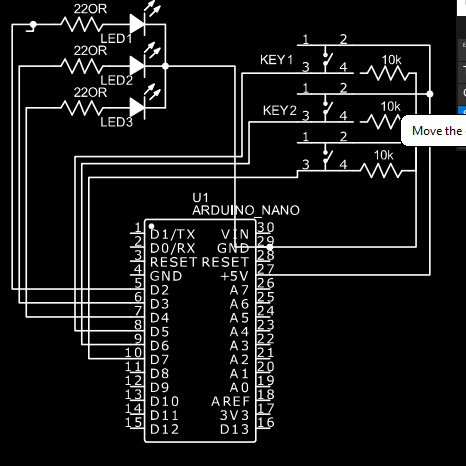 220R
LED1
220R
LED2
220R
LED3
1 2
KEY1
3 4
10k
1 2
KEY2
3 4
10k
1 2
3 4
10k
Move the
U1
ARDUINO_NANO
1 D1/TX VIN 30
2 D0/RX GND 29
3 RESET RESET 28
4 GND +5V 27
5 D2 A7 26
6 D3 A6 25
7 D4 A5 24
8 D5 A4 23
9 D6 A3 22
10 D7 A2 21
11 D8 A1 20
12 D9 A0 19
13 D10 AREF 18
14 D11 3V3 17
15 D12 D13 16